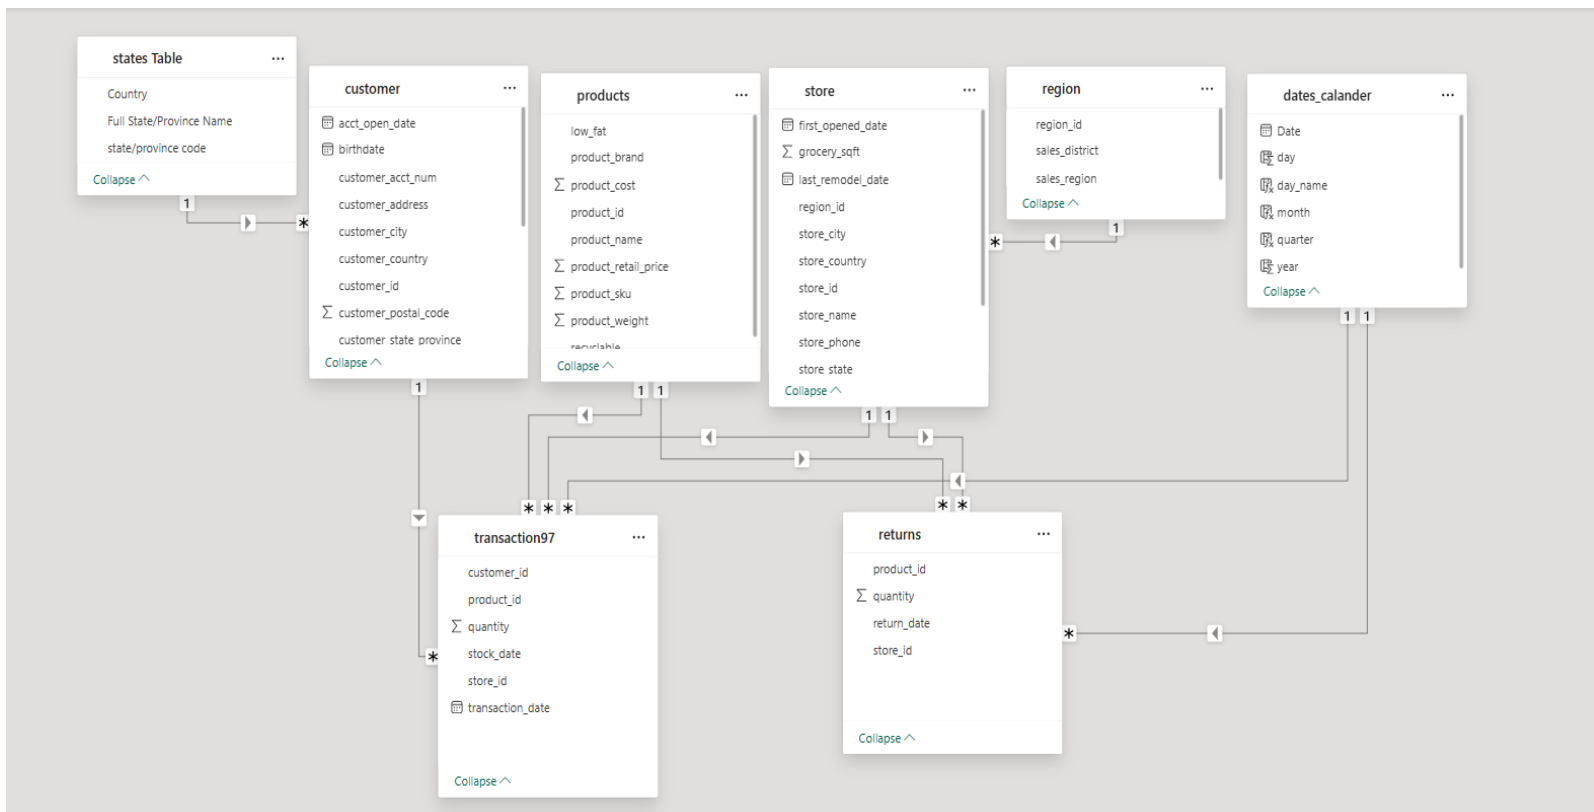 states Table
Country
Full State/Province Name
state/province code
Collapse
1
*
customer
acct_open_date
birthdate
customer_acct_num
customer_address
customer_city
customer_country
customer_id
Σ customer_postal_code
customer_state_province
Collapse
1
products
low_fat
product_brand
Σ product_cost
product_id
product_name
Σ product_retail_price
Σ product_sku
Σ product_weight
recyclable
Collapse
1 1
store
first_opened_date
Σ grocery_sqft
last_remodel_date
region_id
store_city
store_country
store_id
store_name
store_phone
store_state
Collapse
1 1
*
region
region_id
sales_district
sales_region
Collapse
1
dates_calander
Date
day
day_name
month
quarter
year
Collapse
1 1
* * *
*
transaction97
customer_id
product_id
Σ quantity
stock_date
store_id
transaction_date
Collapse
* *
returns
product_id
Σ quantity
return_date
store_id
Collapse
*